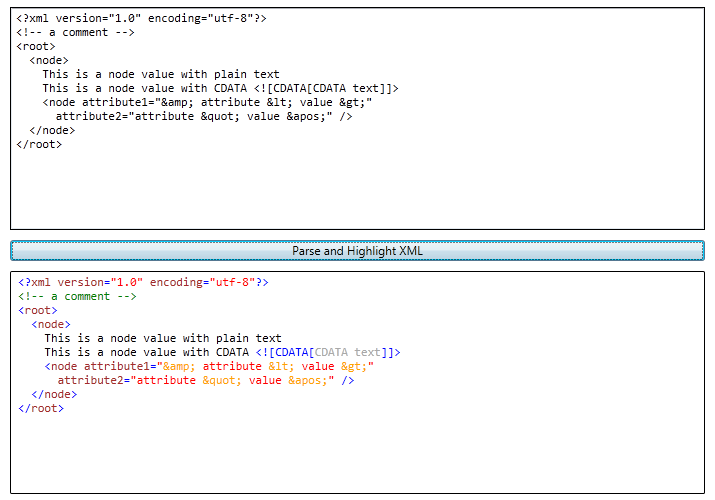 <?xml version="1.0" encoding="utf-8"?>
<!-- a comment -->
<root>
  <node>
    This is a node value with plain text
    This is a node value with CDATA <![CDATA[CDATA text]]>
    <node attribute1="&amp; attribute &lt; value &gt;"
      attribute2="attribute &quot; value &apos;" />
  </node>
</root>
Parse and Highlight XML
<?xml version="1.0" encoding="utf-8"?>
<!-- a comment -->
<root>
  <node>
    This is a node value with plain text
    This is a node value with CDATA <![CDATA[CDATA text]]>
    <node attribute1="&amp; attribute &lt; value &gt;"
      attribute2="attribute &quot; value &apos;" />
  </node>
</root>